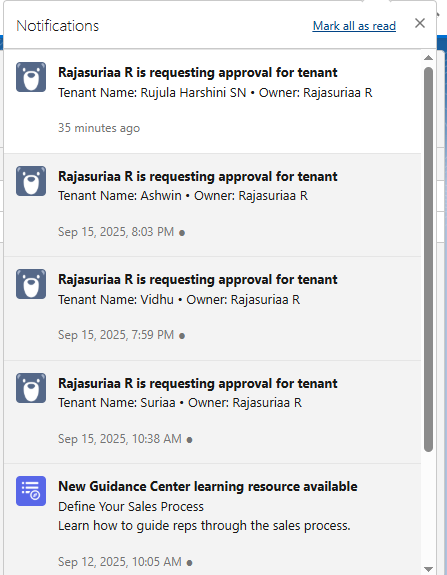 Notifications
Mark all as read
Rajasuriaa R is requesting approval for tenant
Tenant Name: Rujula Harshini SN • Owner: Rajasuriaa R
35 minutes ago
Rajasuriaa R is requesting approval for tenant
Tenant Name: Ashwin • Owner: Rajasuriaa R
Sep 15, 2025, 8:03 PM
Rajasuriaa R is requesting approval for tenant
Tenant Name: Vidhu • Owner: Rajasuriaa R
Sep 15, 2025, 7:59 PM
Rajasuriaa R is requesting approval for tenant
Tenant Name: Suriaa • Owner: Rajasuriaa R
Sep 15, 2025, 10:38 AM
New Guidance Center learning resource available
Define Your Sales Process
Learn how to guide reps through the sales process.
Sep 12, 2025, 10:05 AM